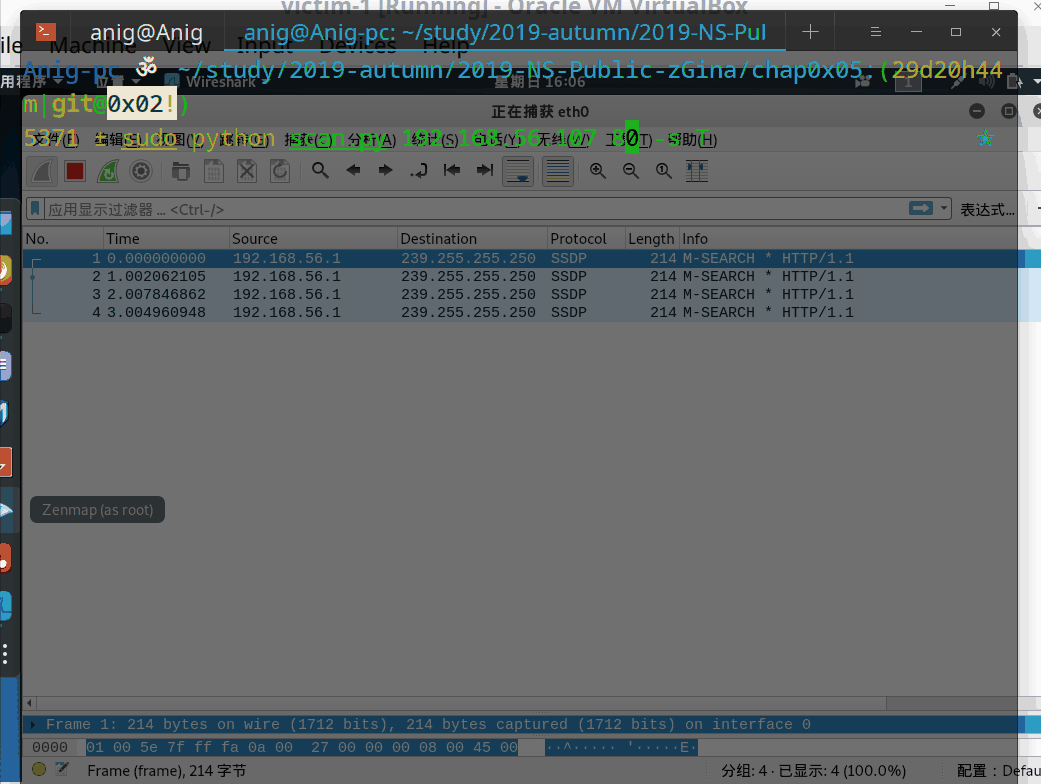 victim-1 [Running] - Oracle VM VirtualBox
anig@Anig
anig@Anig-pc: ~/study/2019-autumn/2019-NS-Pul
ile Machine View Input Devices Help
Anig-pc ॐ ~/study/2019-autumn/2019-NS-Public-zGina/chap0x05:(29d20h44
用程序 位置 Wireshark 星期日 16:06 1
m|git@0x02!)
正在捕获 eth0
5371 sudo python 192.168.56.107 80 -s T
文件(F) 编辑(E) 视图(V) 跳转(G) 捕获(C) 分析(A) 统计(S) 电话(Y) 无线(W) 工具(T) 帮助(H)
应用显示过滤器 … <Ctrl-/> 表达式…
No. Time Source Destination Protocol Length Info
1 0.000000000 192.168.56.1 239.255.255.250 SSDP 214 M-SEARCH * HTTP/1.1
2 1.002062105 192.168.56.1 239.255.255.250 SSDP 214 M-SEARCH * HTTP/1.1
3 2.007846862 192.168.56.1 239.255.255.250 SSDP 214 M-SEARCH * HTTP/1.1
4 3.004960948 192.168.56.1 239.255.255.250 SSDP 214 M-SEARCH * HTTP/1.1
Zenmap (as root)
Frame 1: 214 bytes on wire (1712 bits), 214 bytes captured (1712 bits) on interface 0
0000 01 00 5e 7f ff fa 0a 00 27 00 00 00 08 00 45 00 ··^····· '·····E·
Frame (frame), 214 字节 分组: 4 · 已显示: 4 (100.0%) 配置：Defau